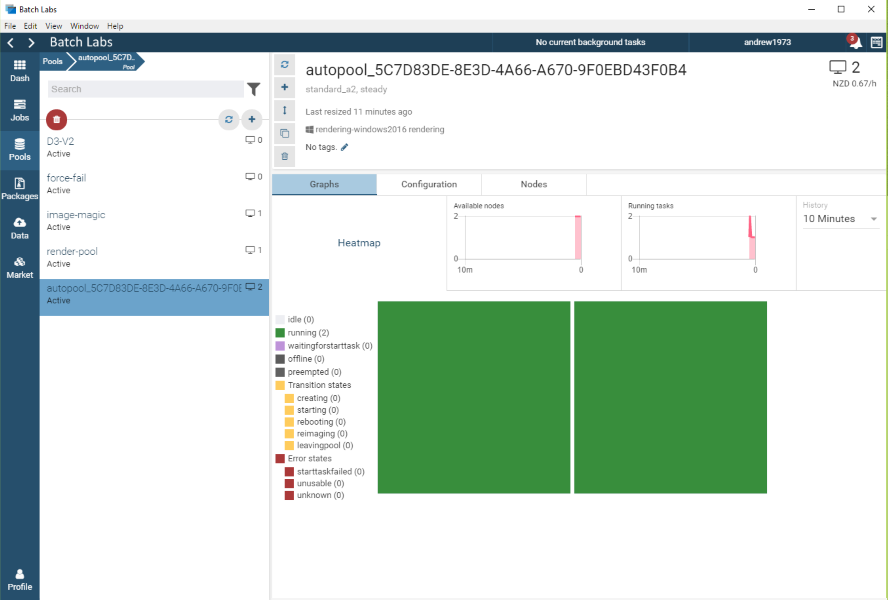 Batch Labs
File Edit View Window Help
Batch Labs
No current background tasks
andrew1973
3
Dash
Jobs
Pools
Packages
Data
Market
Profile
Pools
autopool_5C7D..
Pool
Search
D3-V2
0
Active
force-fail
0
Active
image-magic
1
Active
render-pool
1
Active
autopool_5C7D83DE-8E3D-4A66-A670-9F0E
2
Active
autopool_5C7D83DE-8E3D-4A66-A670-9F0EBD43F0B4
2
standard_a2, steady
NZD 0.67/h
Last resized 11 minutes ago
rendering-windows2016 rendering
No tags.
Graphs
Configuration
Nodes
Heatmap
Available nodes
2
0
10m
0
Running tasks
2
0
10m
0
History
10 Minutes
idle (0)
running (2)
waitingforstarttask (0)
offline (0)
preempted (0)
Transition states
creating (0)
starting (0)
rebooting (0)
reimaging (0)
leavingpool (0)
Error states
starttaskfailed (0)
unusable (0)
unknown (0)